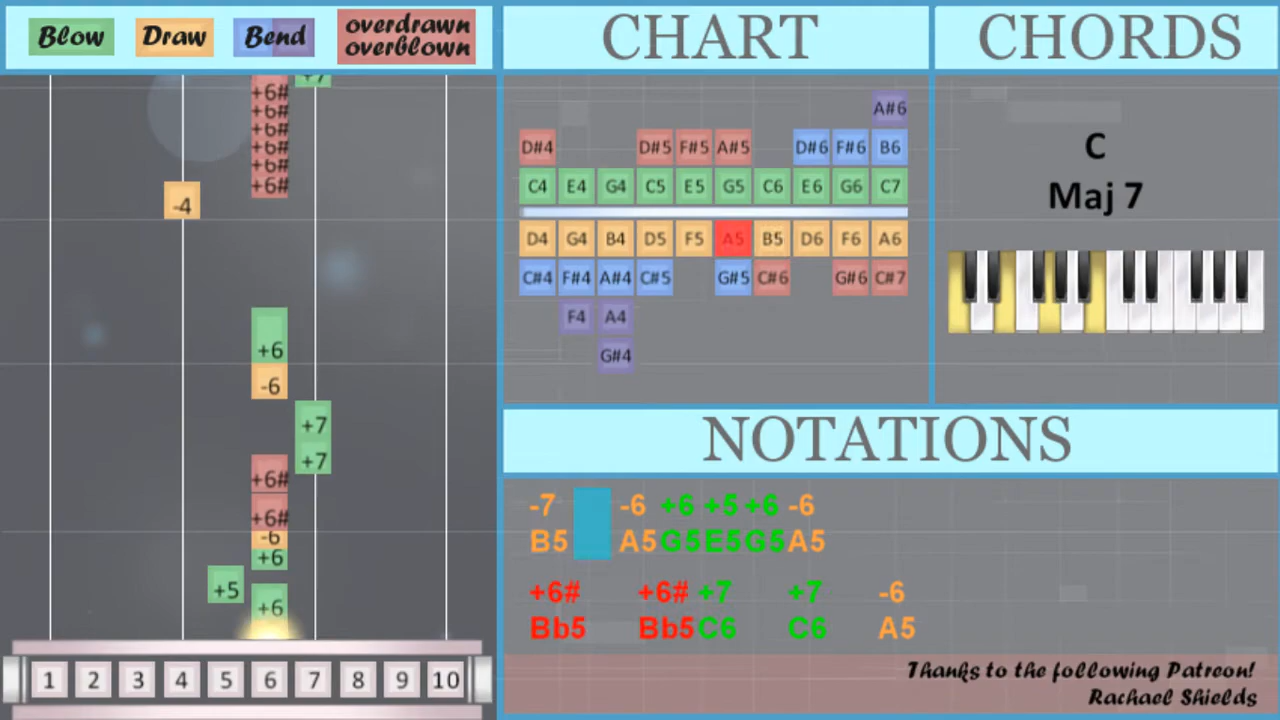 Blow Draw Bend overdrawn
overblown
CHART
CHORDS
+7
+6#
+6#
+6#
+6#
+6#
+6#
-4
+6
-6
+7
+7
+6#
+6#
-6
+6
+5
+6
1 2 3 4 5 6 7 8 9 10
A#6
D#4 D#5 F#5 A#5 D#6 F#6 B6
C4 E4 G4 C5 E5 G5 C6 E6 G6 C7
D4 G4 B4 D5 F5 A5 B5 D6 F6 A6
C#4 F#4 A#4 C#5 G#5 C#6 G#6 C#7
F4 A4
G#4
C
Maj 7
NOTATIONS
-7 -6 +6 +5 +6 -6
B5 A5 G5 E5 G5 A5
+6# +6# +7 +7 -6
Bb5 Bb5 C6 C6 A5
Thanks to the following Patreon!
Rachael Shields